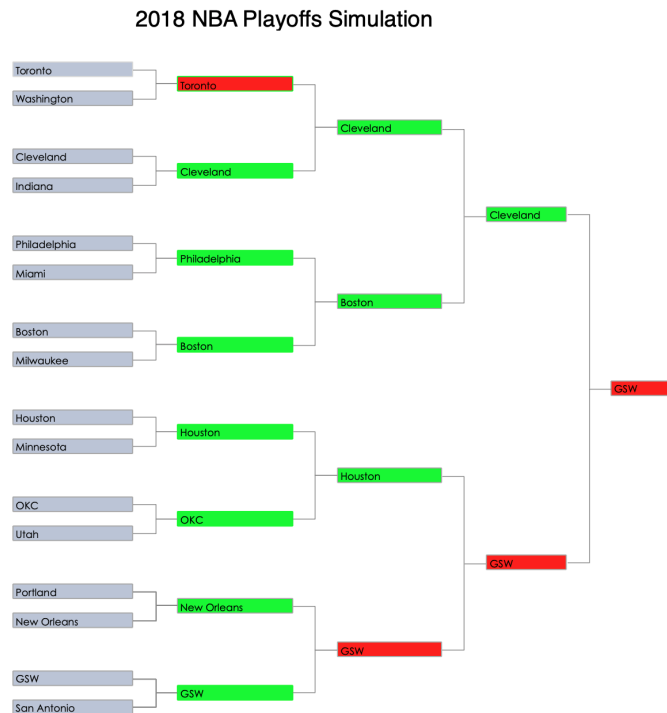 2018 NBA Playoffs Simulation
Toronto
Washington
Toronto
Cleveland
Cleveland
Indiana
Cleveland
Cleveland
Philadelphia
Miami
Philadelphia
Boston
Boston
Milwaukee
Boston
GSW
Houston
Minnesota
Houston
Houston
OKC
Utah
OKC
GSW
Portland
New Orleans
New Orleans
GSW
GSW
San Antonio
GSW